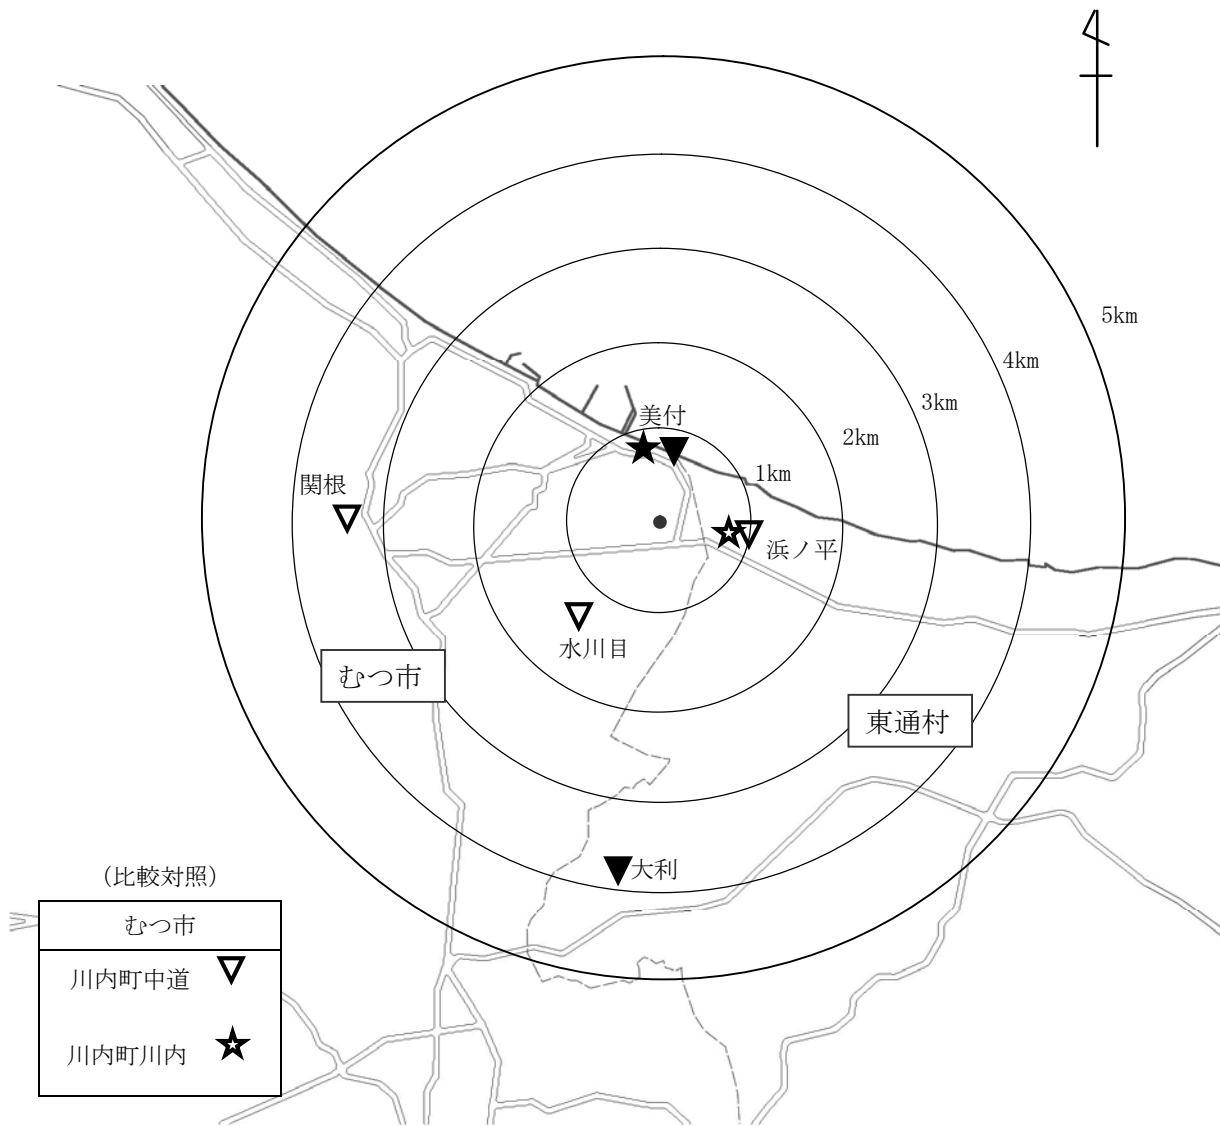 5km
4km
3km
2km
美付
1km
関根
浜ノ平
水川目
むつ市
東通村
大利
(比較対照)
むつ市
川内町中道
川内町川内